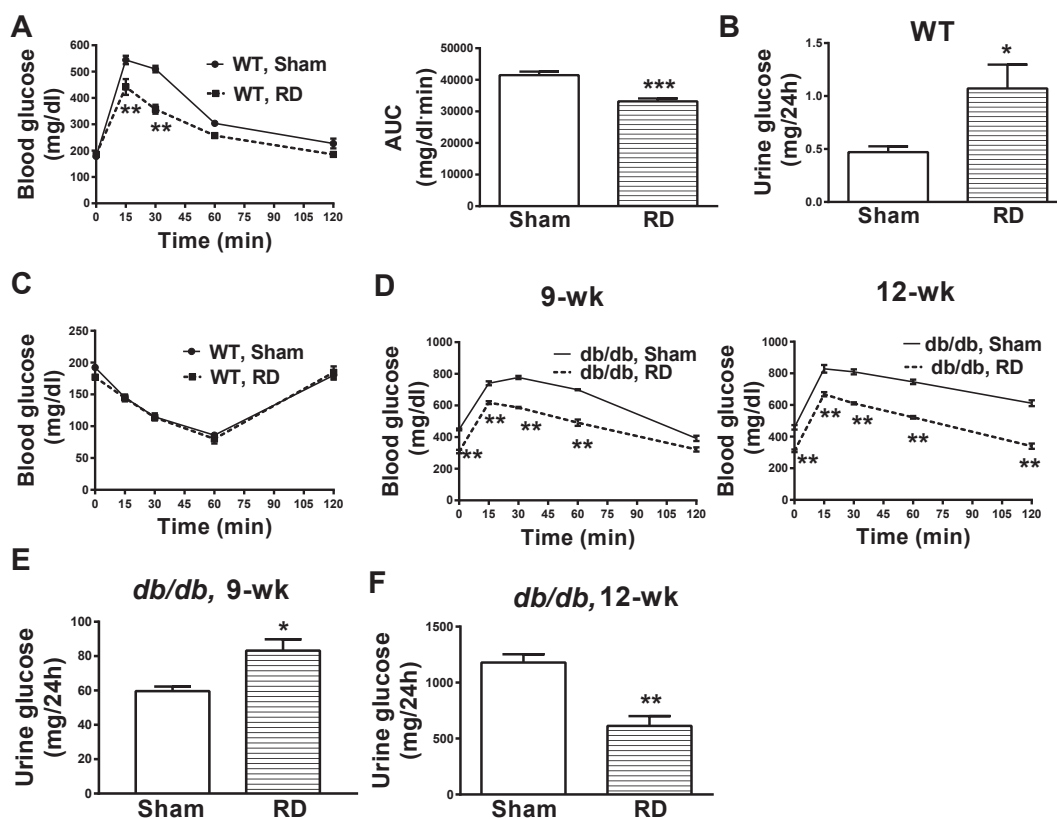 A
Blood glucose
(mg/dl)
600
500
400
300
200
100
0
WT, Sham
WT, RD
**
**
0 15 30 45 60 75 90 105 120
Time (min)
AUC
(mg/dl·min)
50000
40000
30000
20000
10000
0
***
Sham RD
B
WT
Urine glucose
(mg/24h)
1.5
1.0
0.5
0.0
*
Sham RD
C
Blood glucose
(mg/dl)
250
200
150
100
50
0
WT, Sham
WT, RD
0 15 30 45 60 75 90 105 120
Time (min)
D
9-wk
Blood glucose
(mg/dl)
1000
800
600
400
200
0
db/db, Sham
db/db, RD
**
**
**
**
0 15 30 45 60 75 90 105 120
Time (min)
12-wk
Blood glucose
(mg/dl)
1000
800
600
400
200
0
db/db, Sham
db/db, RD
**
**
**
**
**
0 15 30 45 60 75 90 105 120
Time (min)
E
db/db, 9-wk
Urine glucose
(mg/24h)
100
80
60
40
20
0
*
Sham RD
F
db/db, 12-wk
Urine glucose
(mg/24h)
1500
1000
500
0
**
Sham RD